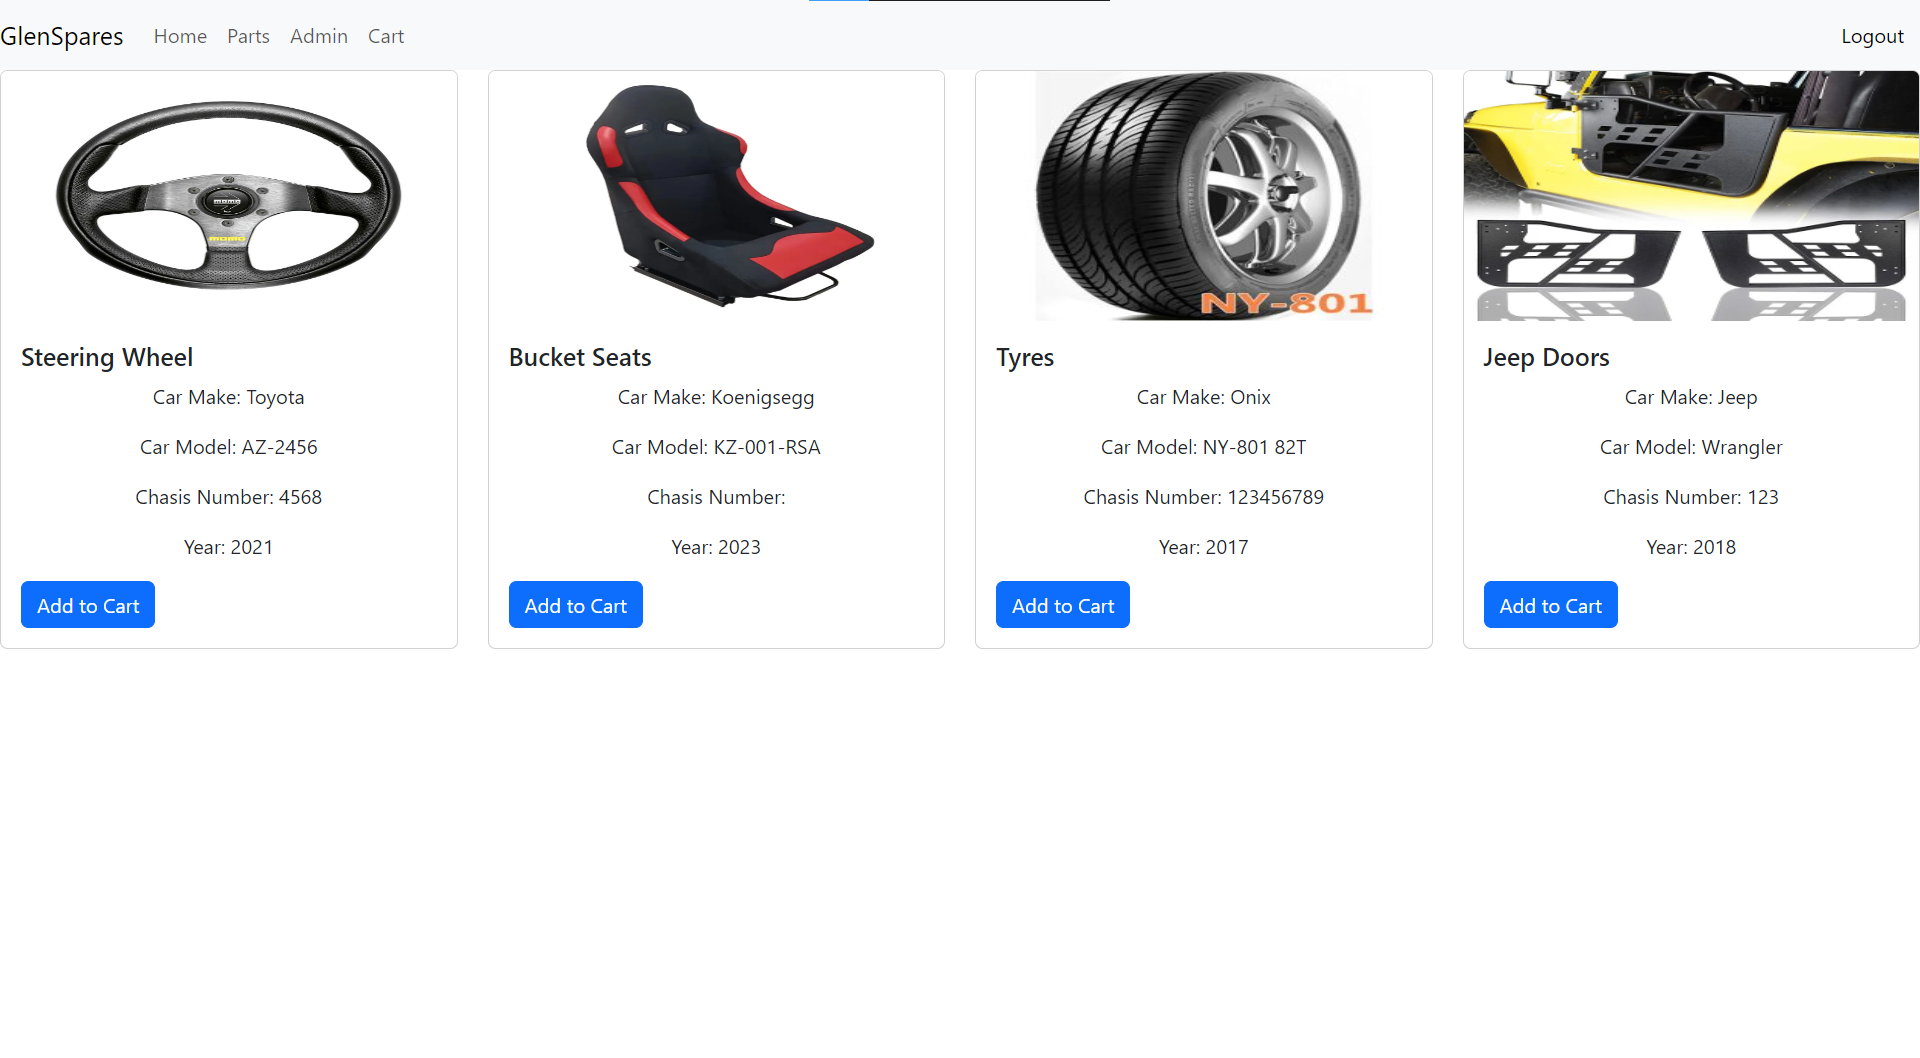 GlenSpares Home Parts Admin Cart Logout
momo
MOMO
NY-801
Steering Wheel
Car Make: Toyota
Car Model: AZ-2456
Chasis Number: 4568
Year: 2021
Add to Cart
Bucket Seats
Car Make: Koenigsegg
Car Model: KZ-001-RSA
Chasis Number:
Year: 2023
Add to Cart
Tyres
Car Make: Onix
Car Model: NY-801 82T
Chasis Number: 123456789
Year: 2017
Add to Cart
Jeep Doors
Car Make: Jeep
Car Model: Wrangler
Chasis Number: 123
Year: 2018
Add to Cart